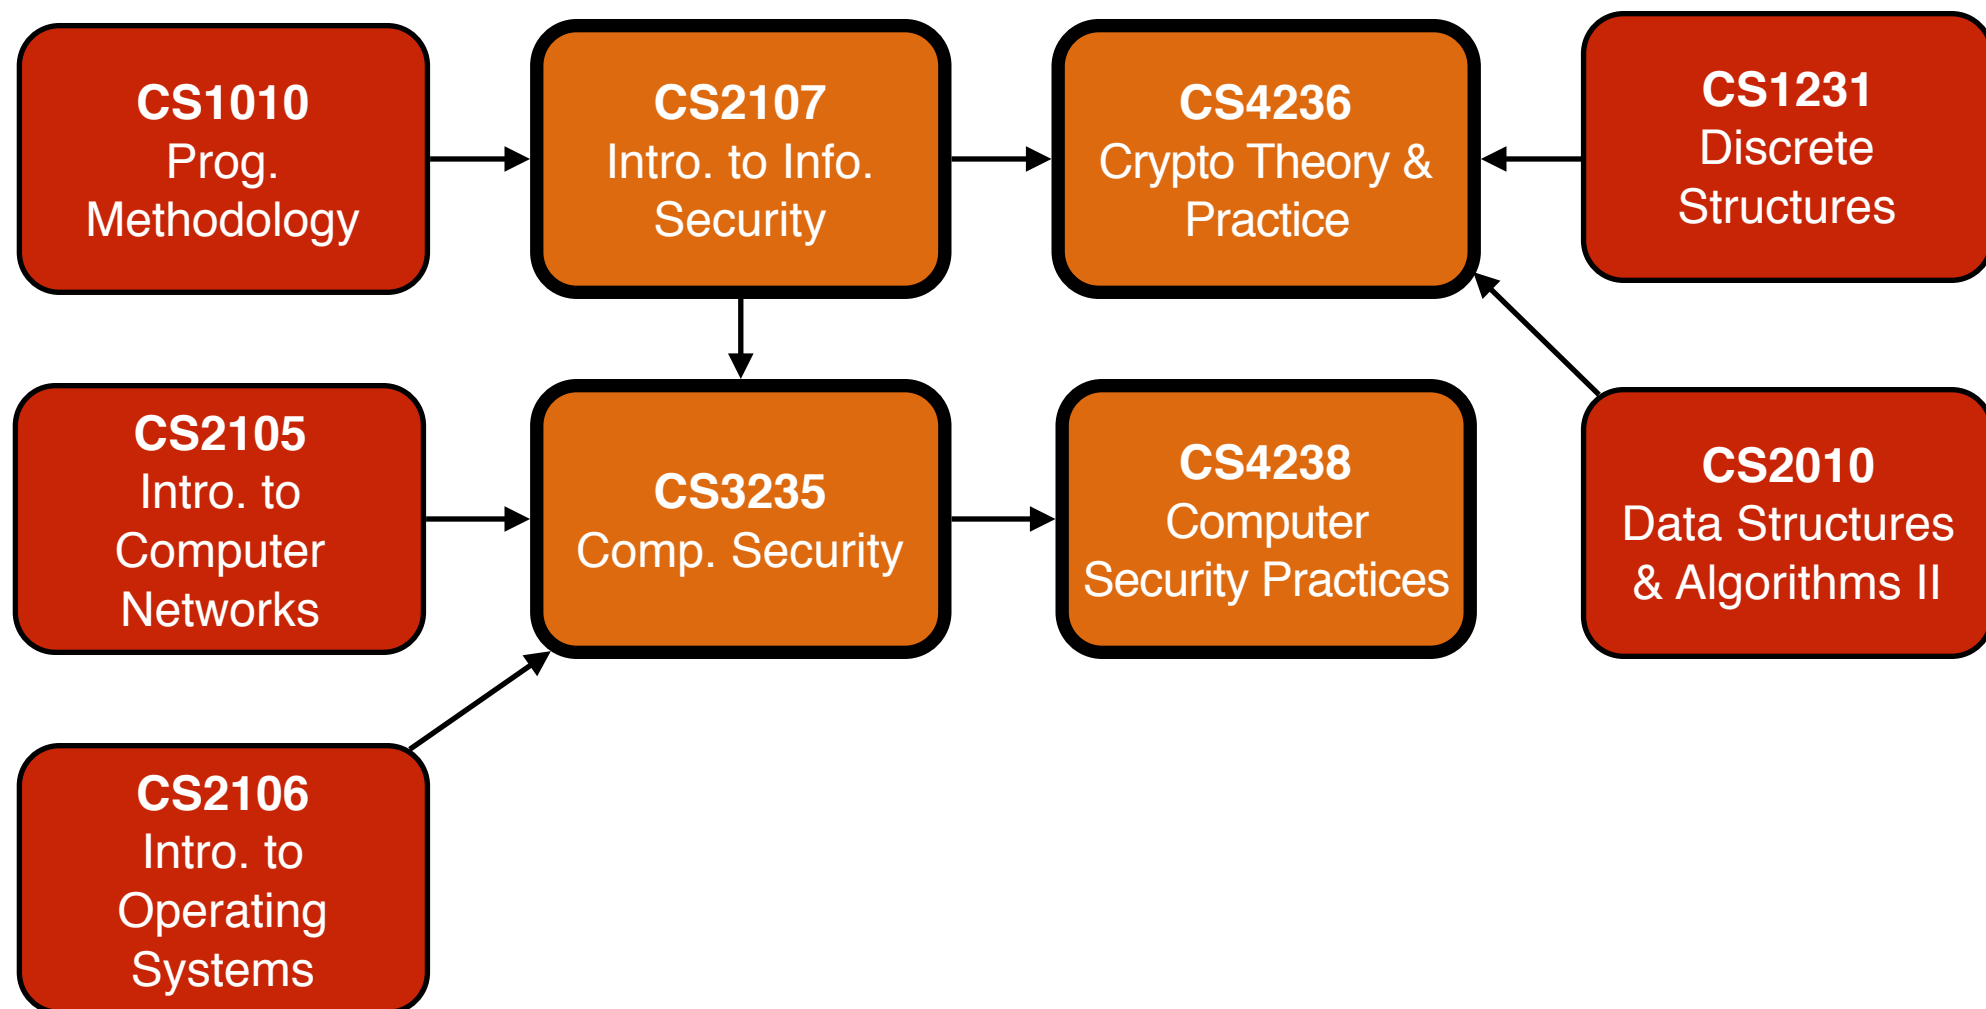 CS1010
Prog.
Methodology
CS2107
Intro. to Info.
Security
CS4236
Crypto Theory &
Practice
CS1231
Discrete
Structures
CS2105
Intro. to
Computer
Networks
CS3235
Comp. Security
CS4238
Computer
Security Practices
CS2010
Data Structures
& Algorithms II
CS2106
Intro. to
Operating
Systems